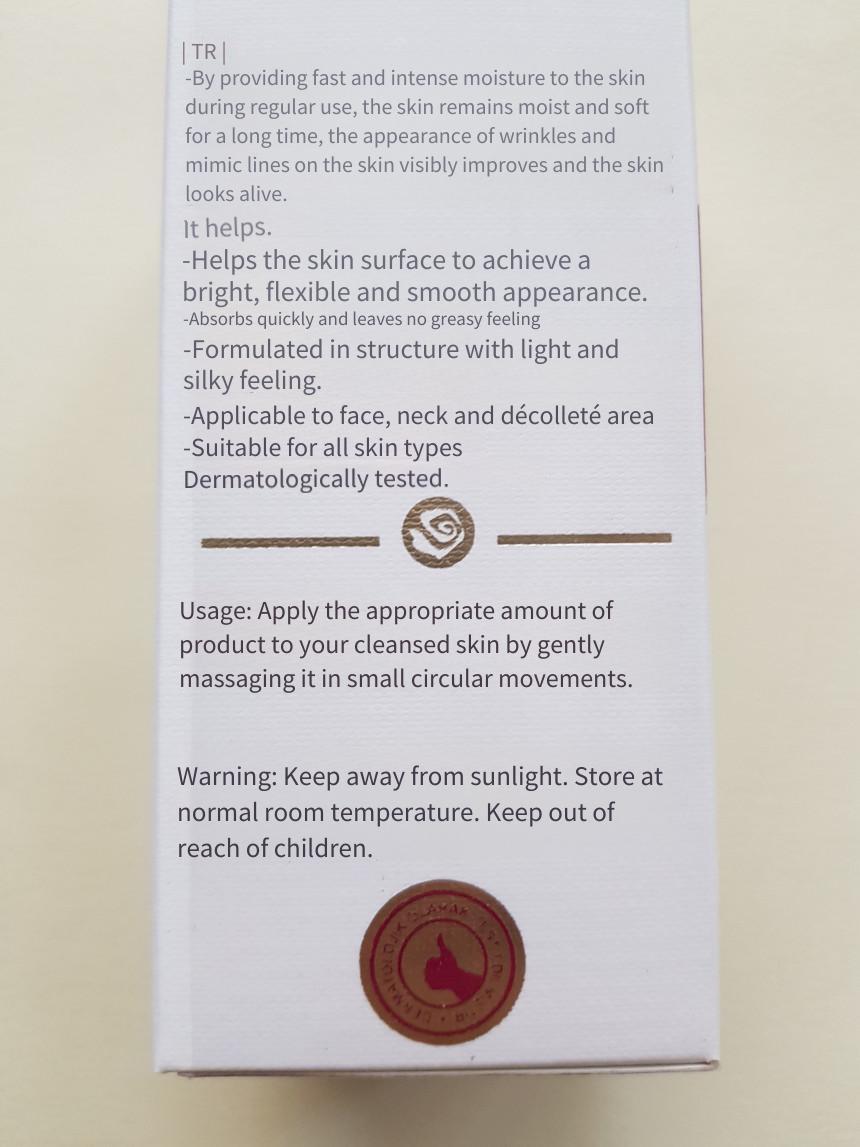 | TR |
-By providing fast and intense moisture to the skin
during regular use, the skin remains moist and soft
for a long time, the appearance of wrinkles and
mimic lines on the skin visibly improves and the skin
looks alive.
It helps.
-Helps the skin surface to achieve a
bright, flexible and smooth appearance.
-Absorbs quickly and leaves no greasy feeling
-Formulated in structure with light and
silky feeling.
-Applicable to face, neck and décolleté area
-Suitable for all skin types
Dermatologically tested.
Usage: Apply the appropriate amount of
product to your cleansed skin by gently
massaging it in small circular movements.
Warning: Keep away from sunlight. Store at
normal room temperature. Keep out of
reach of children.